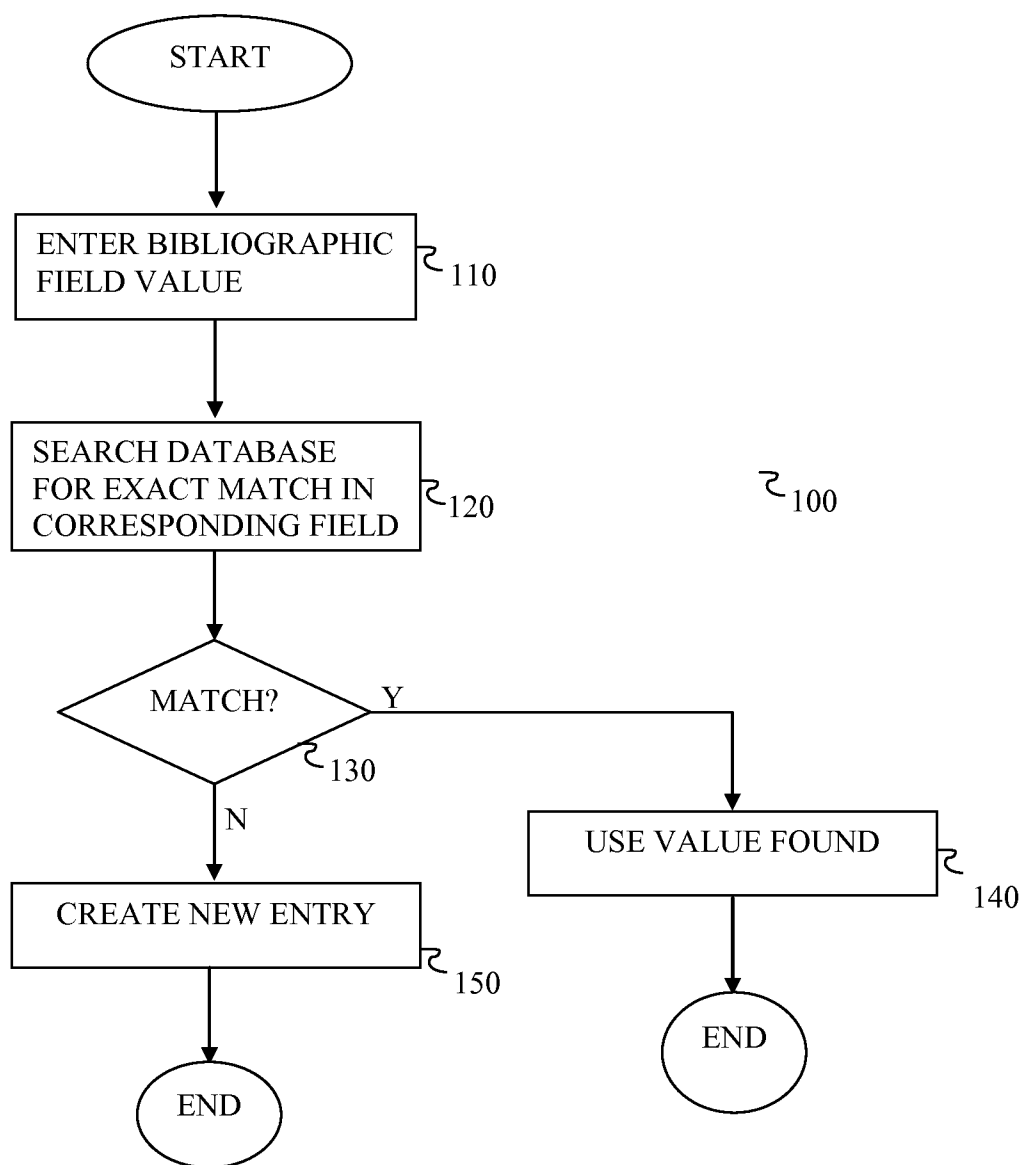 START
ENTER BIBLIOGRAPHIC
FIELD VALUE
110
SEARCH DATABASE
FOR EXACT MATCH IN
CORRESPONDING FIELD
120
100
MATCH?
Y
130
N
USE VALUE FOUND
140
CREATE NEW ENTRY
150
END
END